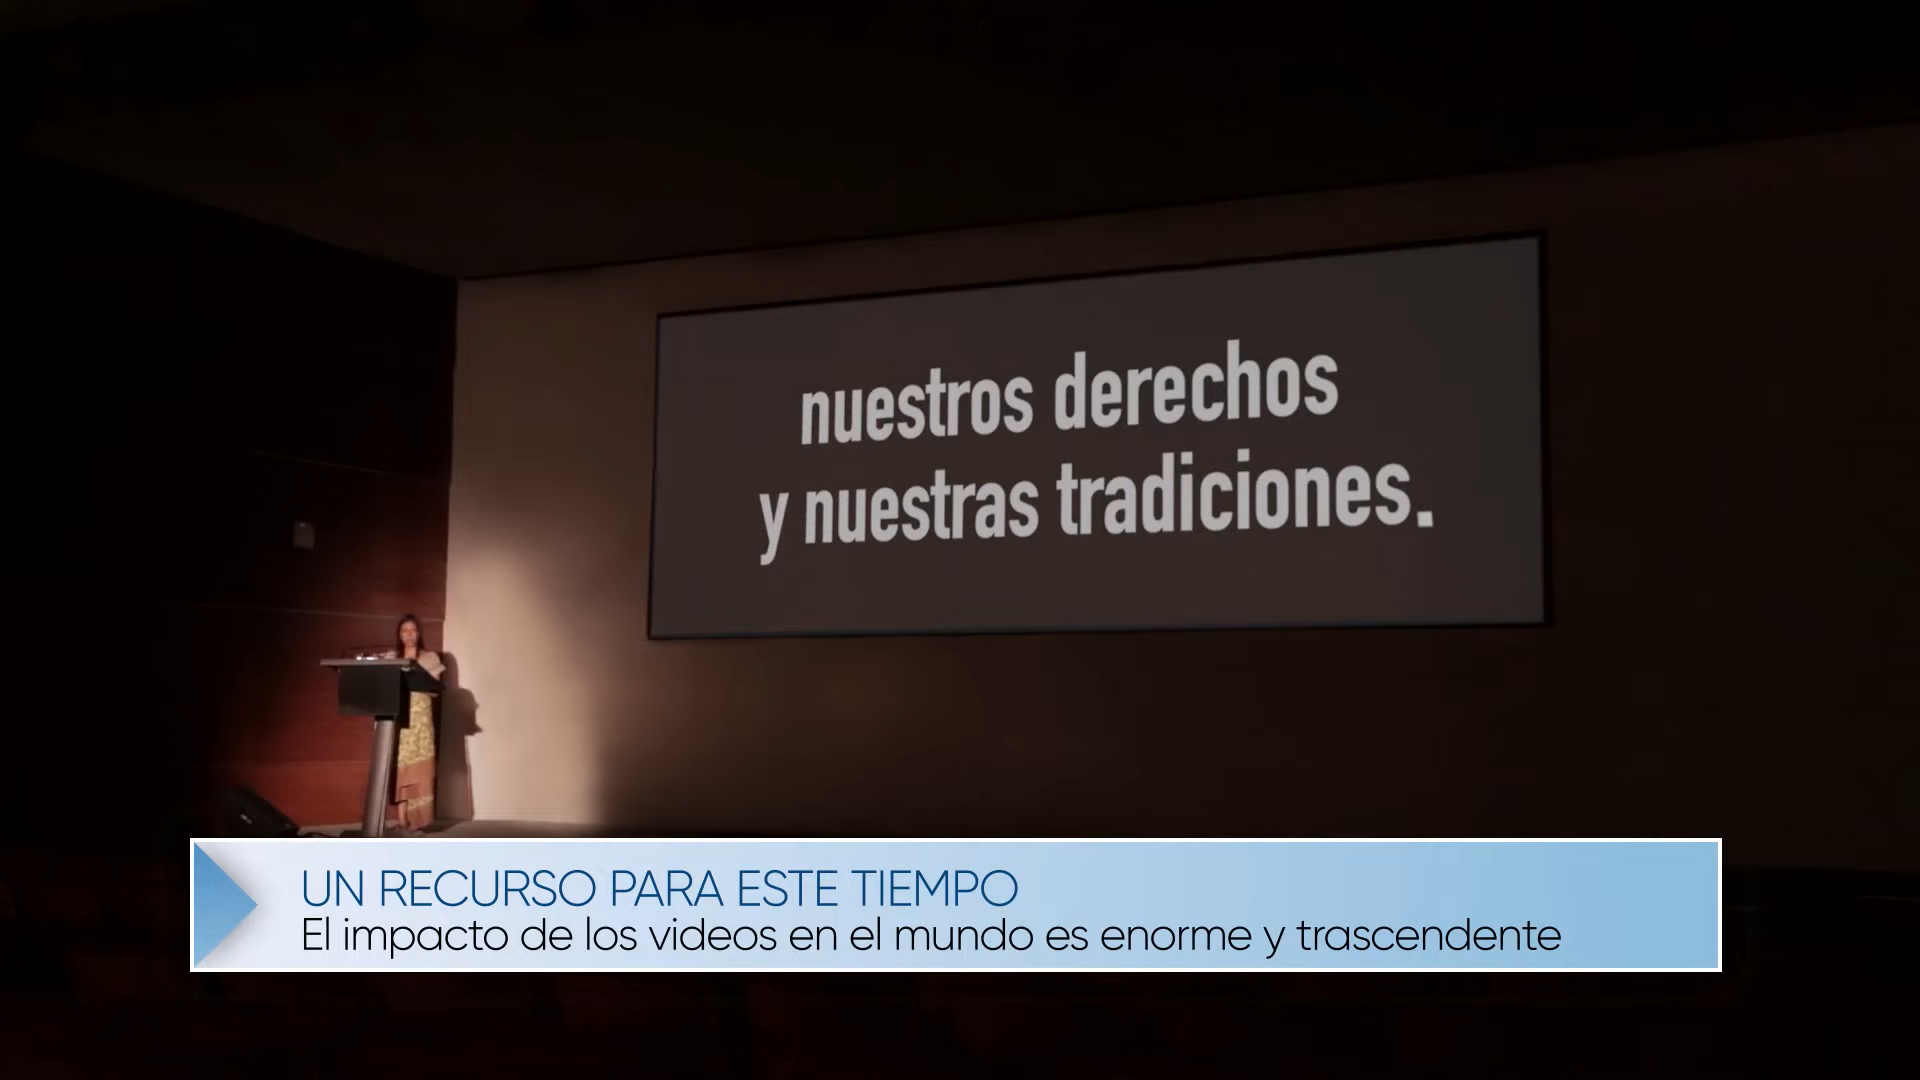 nuestros derechos
y nuestras tradiciones.
UN RECURSO PARA ESTE TIEMPO
El impacto de los videos en el mundo es enorme y trascendente